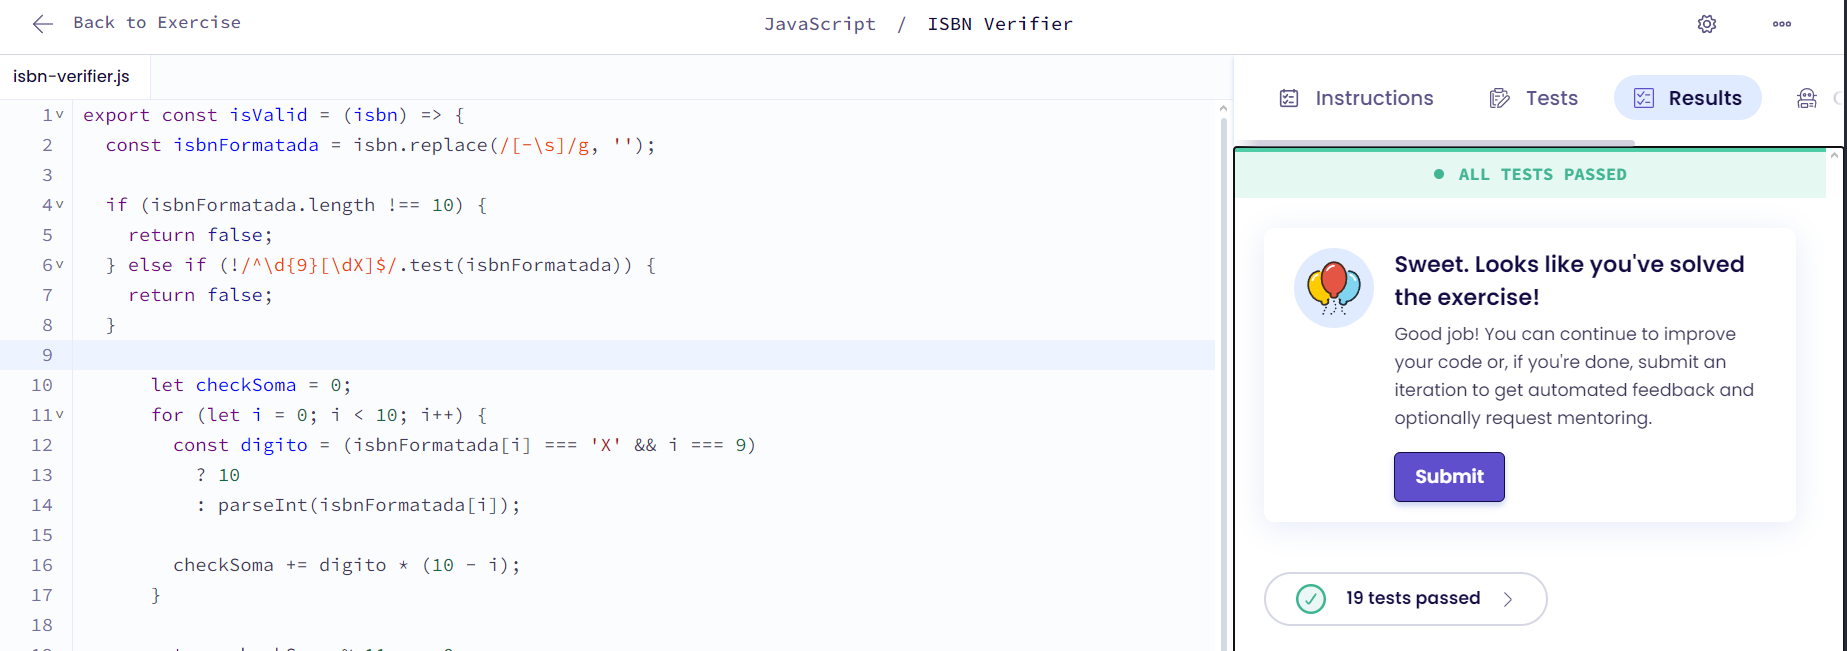 Back to Exercise
JavaScript / ISBN Verifier
isbn-verifier.js
1 export const isValid = (isbn) => {
2 const isbnFormatada = isbn.replace(/[-\s]/g, '');
3
4 if (isbnFormatada.length !== 10) {
5 return false;
6 } else if (!/^\d{9}[\dX]$/.test(isbnFormatada)) {
7 return false;
8 }
9
10 let checkSoma = 0;
11 for (let i = 0; i < 10; i++) {
12 const digito = (isbnFormatada[i] === 'X' && i === 9)
13 ? 10
14 : parseInt(isbnFormatada[i]);
15
16 checkSoma += digito * (10 - i);
17 }
18
Instructions
Tests
Results
ALL TESTS PASSED
Sweet. Looks like you've solved
the exercise!
Good job! You can continue to improve
your code or, if you're done, submit an
iteration to get automated feedback and
optionally request mentoring.
Submit
19 tests passed